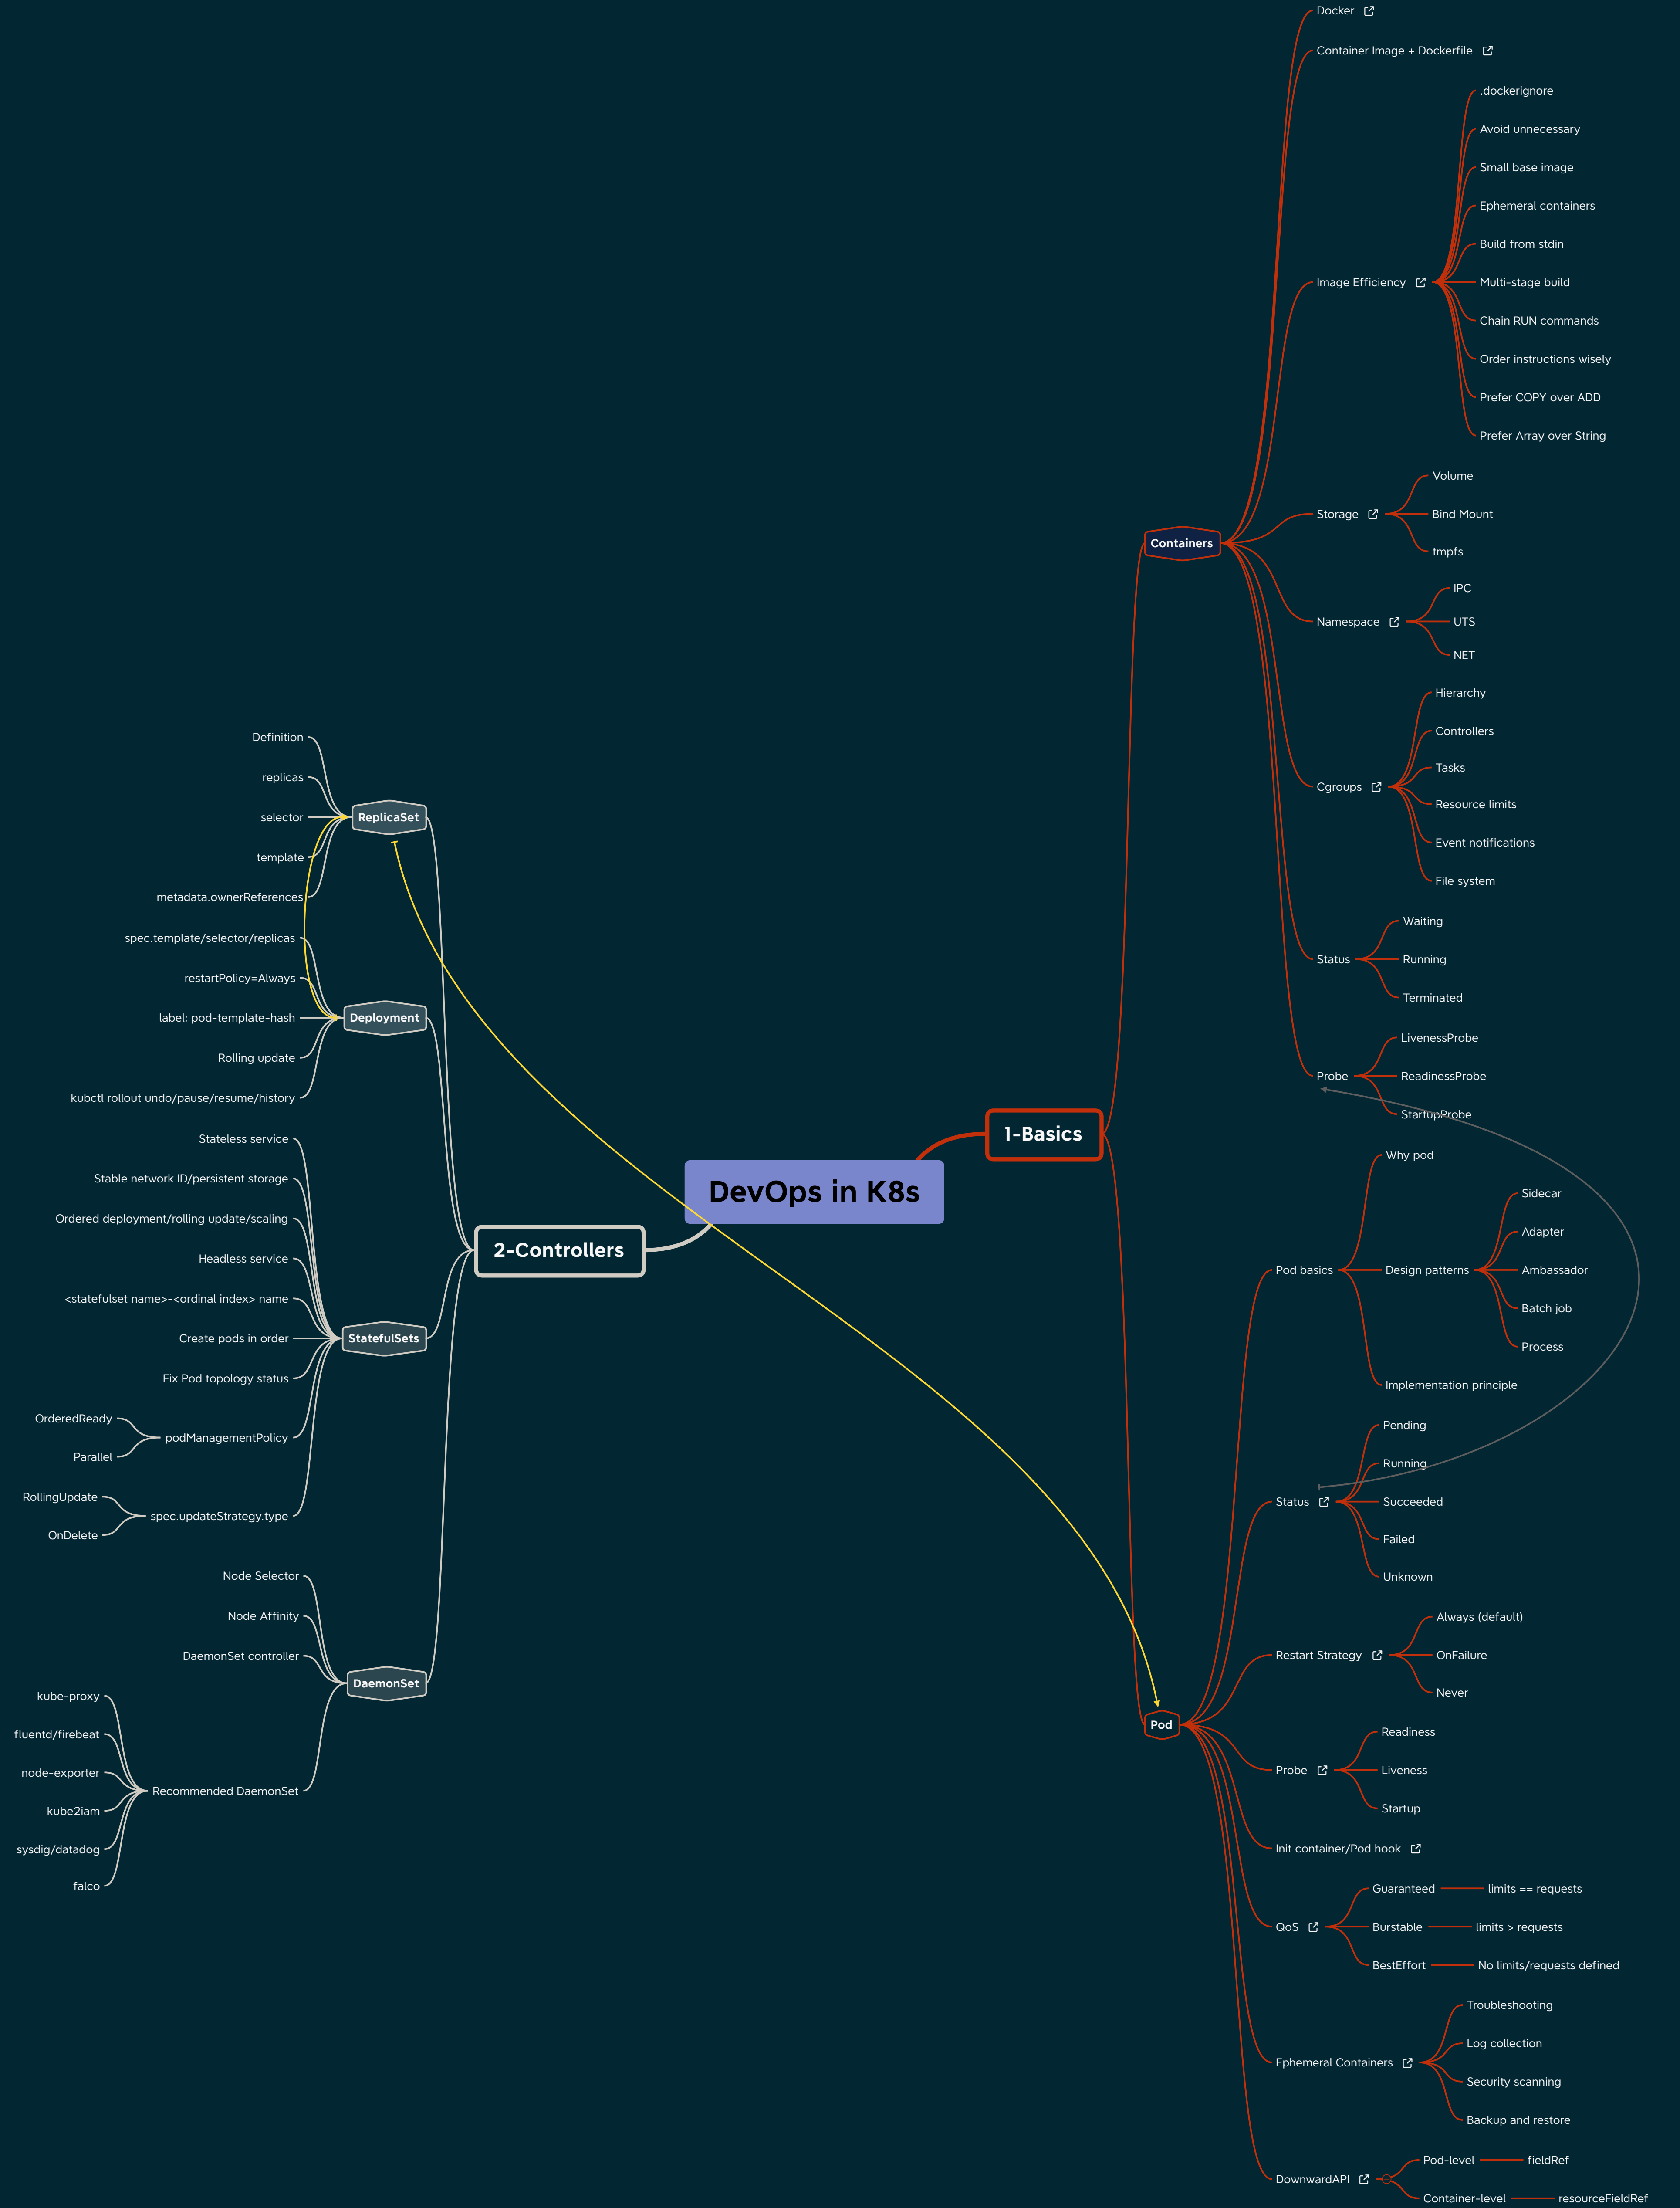 DevOps in K8s
1-Basics
Containers
Docker
Container Image + Dockerfile
Image Efficiency
.dockerignore
Avoid unnecessary
Small base image
Ephemeral containers
Build from stdin
Multi-stage build
Chain RUN commands
Order instructions wisely
Prefer COPY over ADD
Prefer Array over String
Storage
Volume
Bind Mount
tmpfs
Namespace
IPC
UTS
NET
Cgroups
Hierarchy
Controllers
Tasks
Resource limits
Event notifications
File system
Status
Waiting
Running
Terminated
Probe
LivenessProbe
ReadinessProbe
StartupProbe
Pod
Pod basics
Why pod
Design patterns
Sidecar
Adapter
Ambassador
Batch job
Process
Implementation principle
Status
Pending
Running
Succeeded
Failed
Unknown
Restart Strategy
Always (default)
OnFailure
Never
Probe
Readiness
Liveness
Startup
Init container/Pod hook
QoS
Guaranteed
limits == requests
Burstable
limits > requests
BestEffort
No limits/requests defined
Ephemeral Containers
Troubleshooting
Log collection
Security scanning
Backup and restore
DownwardAPI
Pod-level
fieldRef
Container-level
resourceFieldRef
2-Controllers
ReplicaSet
Definition
replicas
selector
template
metadata.ownerReferences
Deployment
spec.template/selector/replicas
restartPolicy=Always
label: pod-template-hash
Rolling update
kubctl rollout undo/pause/resume/history
StatefulSets
Stateless service
Stable network ID/persistent storage
Ordered deployment/rolling update/scaling
Headless service
<statefulset name>-<ordinal index> name
Create pods in order
Fix Pod topology status
podManagementPolicy
OrderedReady
Parallel
spec.updateStrategy.type
RollingUpdate
OnDelete
DaemonSet
Node Selector
Node Affinity
DaemonSet controller
Recommended DaemonSet
kube-proxy
fluentd/firebeat
node-exporter
kube2iam
sysdig/datadog
falco